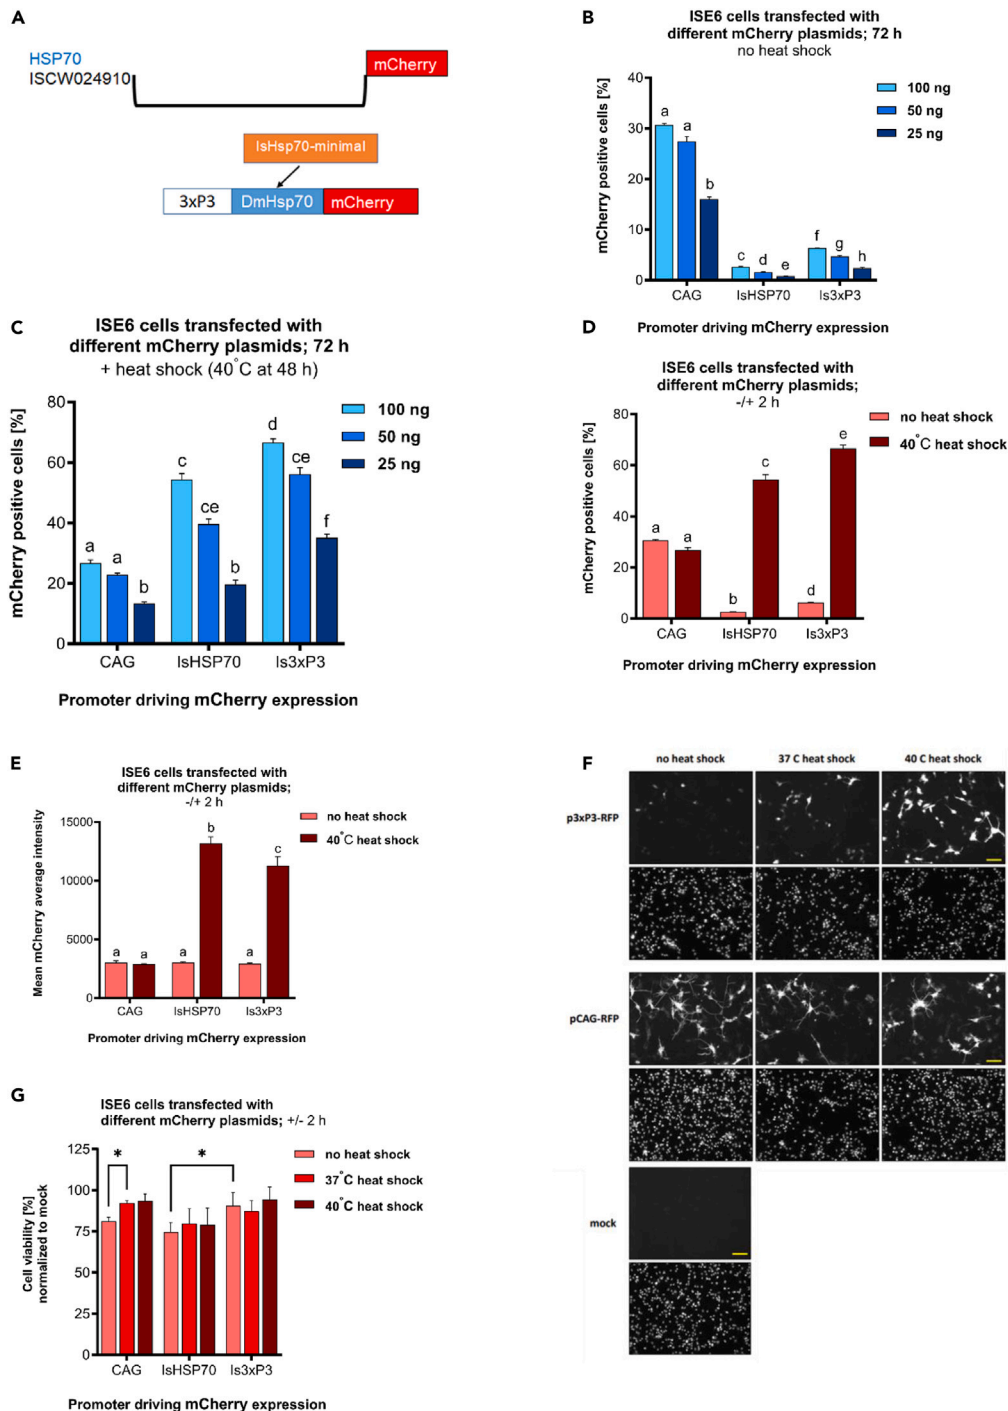 A
HSP70
ISCW024910
mCherry
IsHsp70-minimal
3xP3
DmHsp70
mCherry
B
ISE6 cells transfected with
different mCherry plasmids; 72 h
no heat shock
mCherry positive cells [%]
40
30
20
10
0
100 ng
50 ng
25 ng
a
a
b
c
d
e
f
g
h
CAG
IsHSP70
Is3xP3
Promoter driving mCherry expression
C
ISE6 cells transfected with
different mCherry plasmids; 72 h
+ heat shock (40°C at 48 h)
mCherry positive cells [%]
80
60
40
20
0
100 ng
50 ng
25 ng
a
a
b
c
ce
b
d
ce
f
CAG
IsHSP70
Is3xP3
Promoter driving mCherry expression
D
ISE6 cells transfected with
different mCherry plasmids;
-/+ 2 h
mCherry positive cells [%]
80
60
40
20
0
no heat shock
40°C heat shock
a
a
b
c
d
e
CAG
IsHSP70
Is3xP3
Promoter driving mCherry expression
E
ISE6 cells transfected with
different mCherry plasmids;
-/+ 2 h
Mean mCherry average intensity
15000
10000
5000
0
no heat shock
40°C heat shock
a
a
a
b
a
c
CAG
IsHSP70
Is3xP3
Promoter driving mCherry expression
F
no heat shock
37 C heat shock
40 C heat shock
p3xP3-RFP
pCAG-RFP
mock
G
ISE6 cells transfected with
different mCherry plasmids; +/- 2 h
Cell viability [%]
normalized to mock
125
100
75
50
25
0
*
*
no heat shock
37°C heat shock
40°C heat shock
CAG
IsHSP70
Is3xP3
Promoter driving mCherry expression